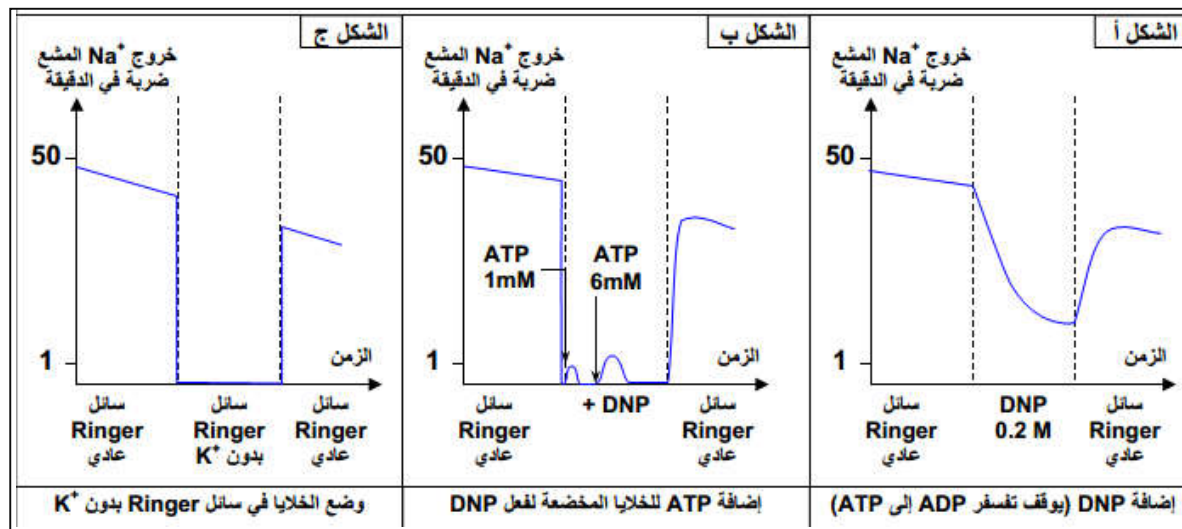 الشكل أ
خروج Na⁺ المشع
ضربة في الدقيقة
50
1
الزمن
سائل
Ringer
عادي
DNP
0.2 M
سائل
Ringer
عادي
إضافة DNP (يوقف تفسفر ADP إلى ATP)
الشكل ب
خروج Na⁺ المشع
ضربة في الدقيقة
50
ATP
1mM
ATP
6mM
1
الزمن
سائل
Ringer
عادي
+ DNP
سائل
Ringer
عادي
إضافة ATP للخلايا المخضعة لفعل DNP
الشكل ج
خروج Na⁺ المشع
ضربة في الدقيقة
50
1
الزمن
سائل
Ringer
عادي
سائل
Ringer
بدون K⁺
سائل
Ringer
عادي
وضع الخلايا في سائل Ringer بدون K⁺